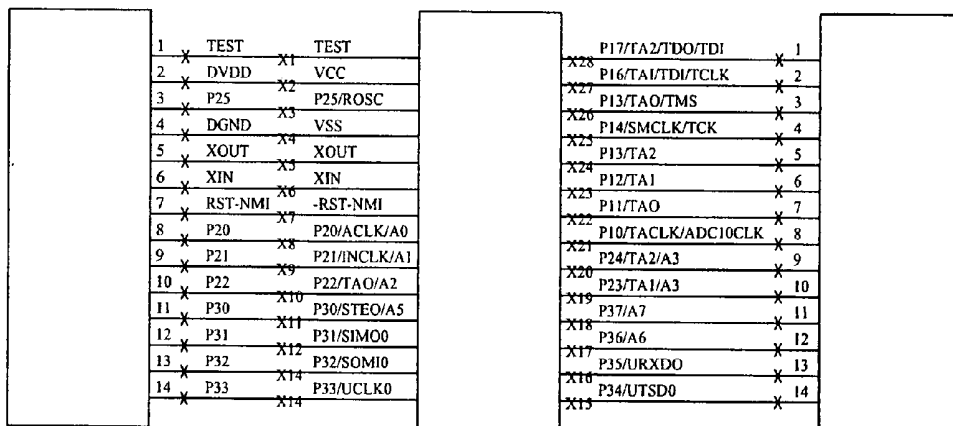 1 TEST X1 TEST
2 DVDD X2 VCC
3 P25 X3 P25/ROSC
4 DGND X4 VSS
5 XOUT X5 XOUT
6 XIN X6 XIN
7 RST-NMI X7 -RST-NMI
8 P20 X8 P20/ACLK/A0
9 P21 X9 P21/INCLK/A1
10 P22 X10 P22/TAO/A2
11 P30 X11 P30/STEO/A5
12 P31 X12 P31/SIMO0
13 P32 X14 P32/SOMI0
14 P33 X14 P33/UCLK0
X28 P17/TA2/TDO/TDI 1
X27 P16/TAI/TDI/TCLK 2
X26 P13/TAO/TMS 3
X25 P14/SMCLK/TCK 4
X24 P13/TA2 5
X23 P12/TA1 6
X22 P11/TAO 7
X21 P10/TACLK/ADC10CLK 8
X20 P24/TA2/A3 9
X19 P23/TA1/A3 10
X18 P37/A7 11
X17 P36/A6 12
X16 P35/URXDO 13
X15 P34/UTSD0 14